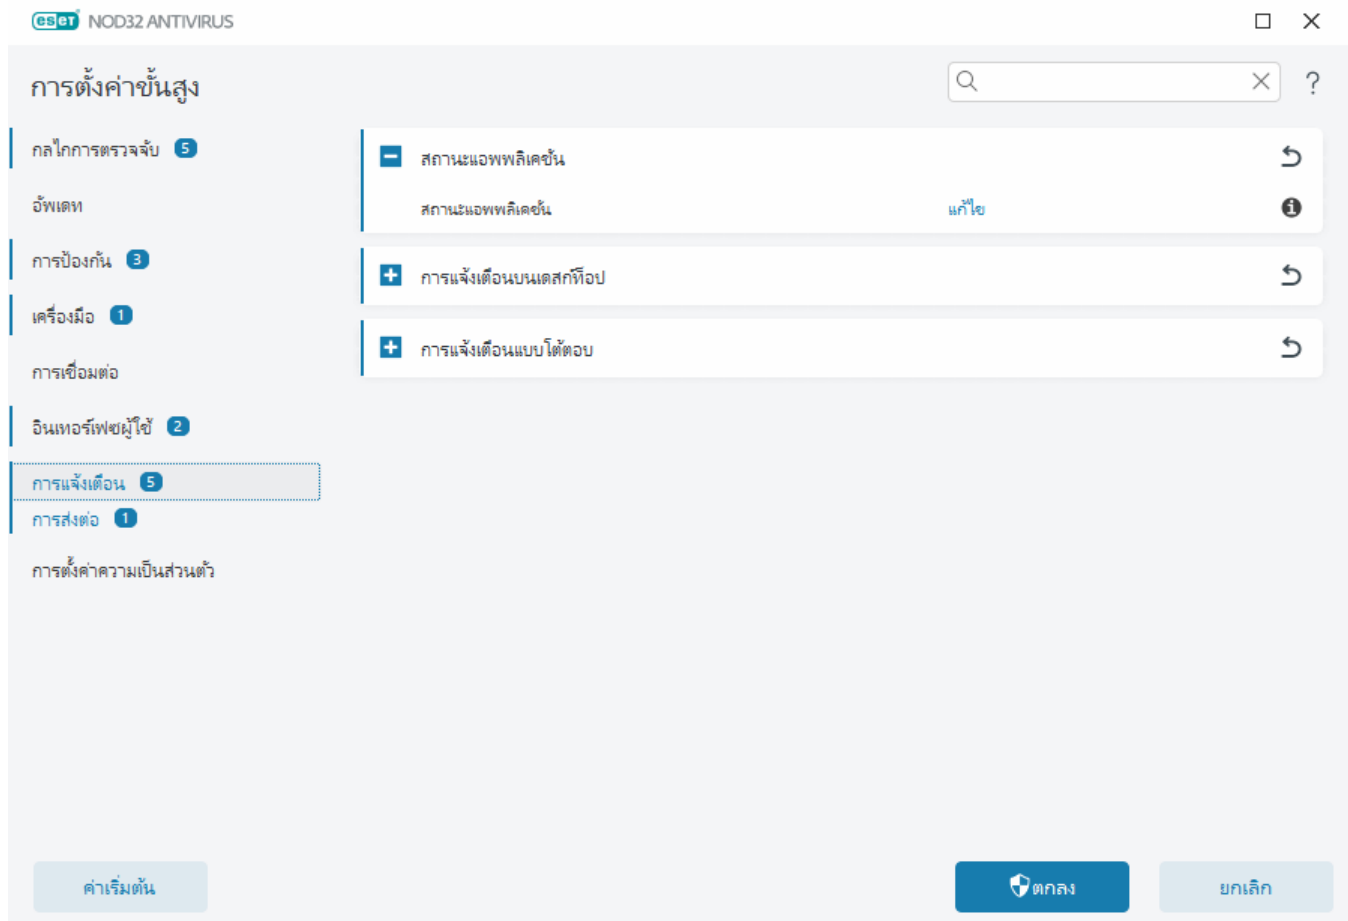 eset NOD32 ANTIVIRUS
การตั้งค่าขั้นสูง
?
กลไกการตรวจจับ 5
อัพเดท
การป้องกัน 3
เครื่องมือ 1
การเชื่อมต่อ
อินเทอร์เฟซผู้ใช้ 2
การแจ้งเตือน 5
การส่งต่อ 1
การตั้งค่าความเป็นส่วนตัว
สถานะแอพพลิเคชั่น
สถานะแอพพลิเคชั่น แก้ไข
การแจ้งเตือนบนเดสก์ท็อป
การแจ้งเตือนแบบโต้ตอบ
ค่าเริ่มต้น
ตกลง
ยกเลิก